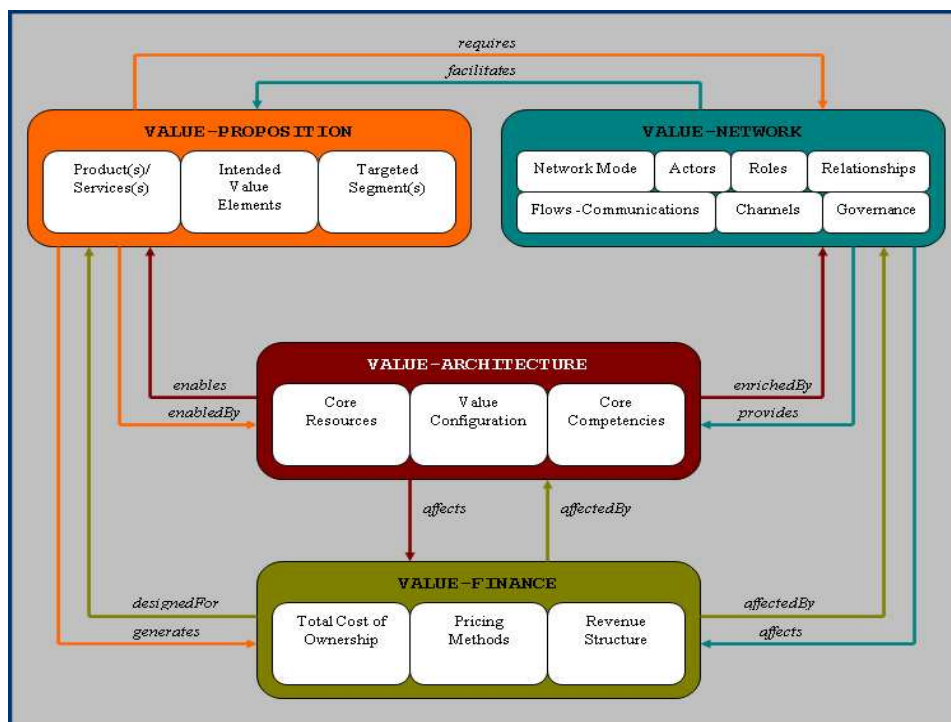 requires
facilitates
VALUE-PROPOSITION
Product(s)/
Services(s)
Intended
Value
Elements
Targeted
Segment(s)
VALUE-NETWORK
Network Mode
Actors
Roles
Relationships
Flows -Communications
Channels
Governance
VALUE-ARCHITECTURE
Core
Resources
Value
Configuration
Core
Competencies
enables
enabledBy
enrichedBy
provides
affects
affectedBy
VALUE-FINANCE
Total Cost of
Ownership
Pricing
Methods
Revenue
Structure
designedFor
generates
affectedBy
affects